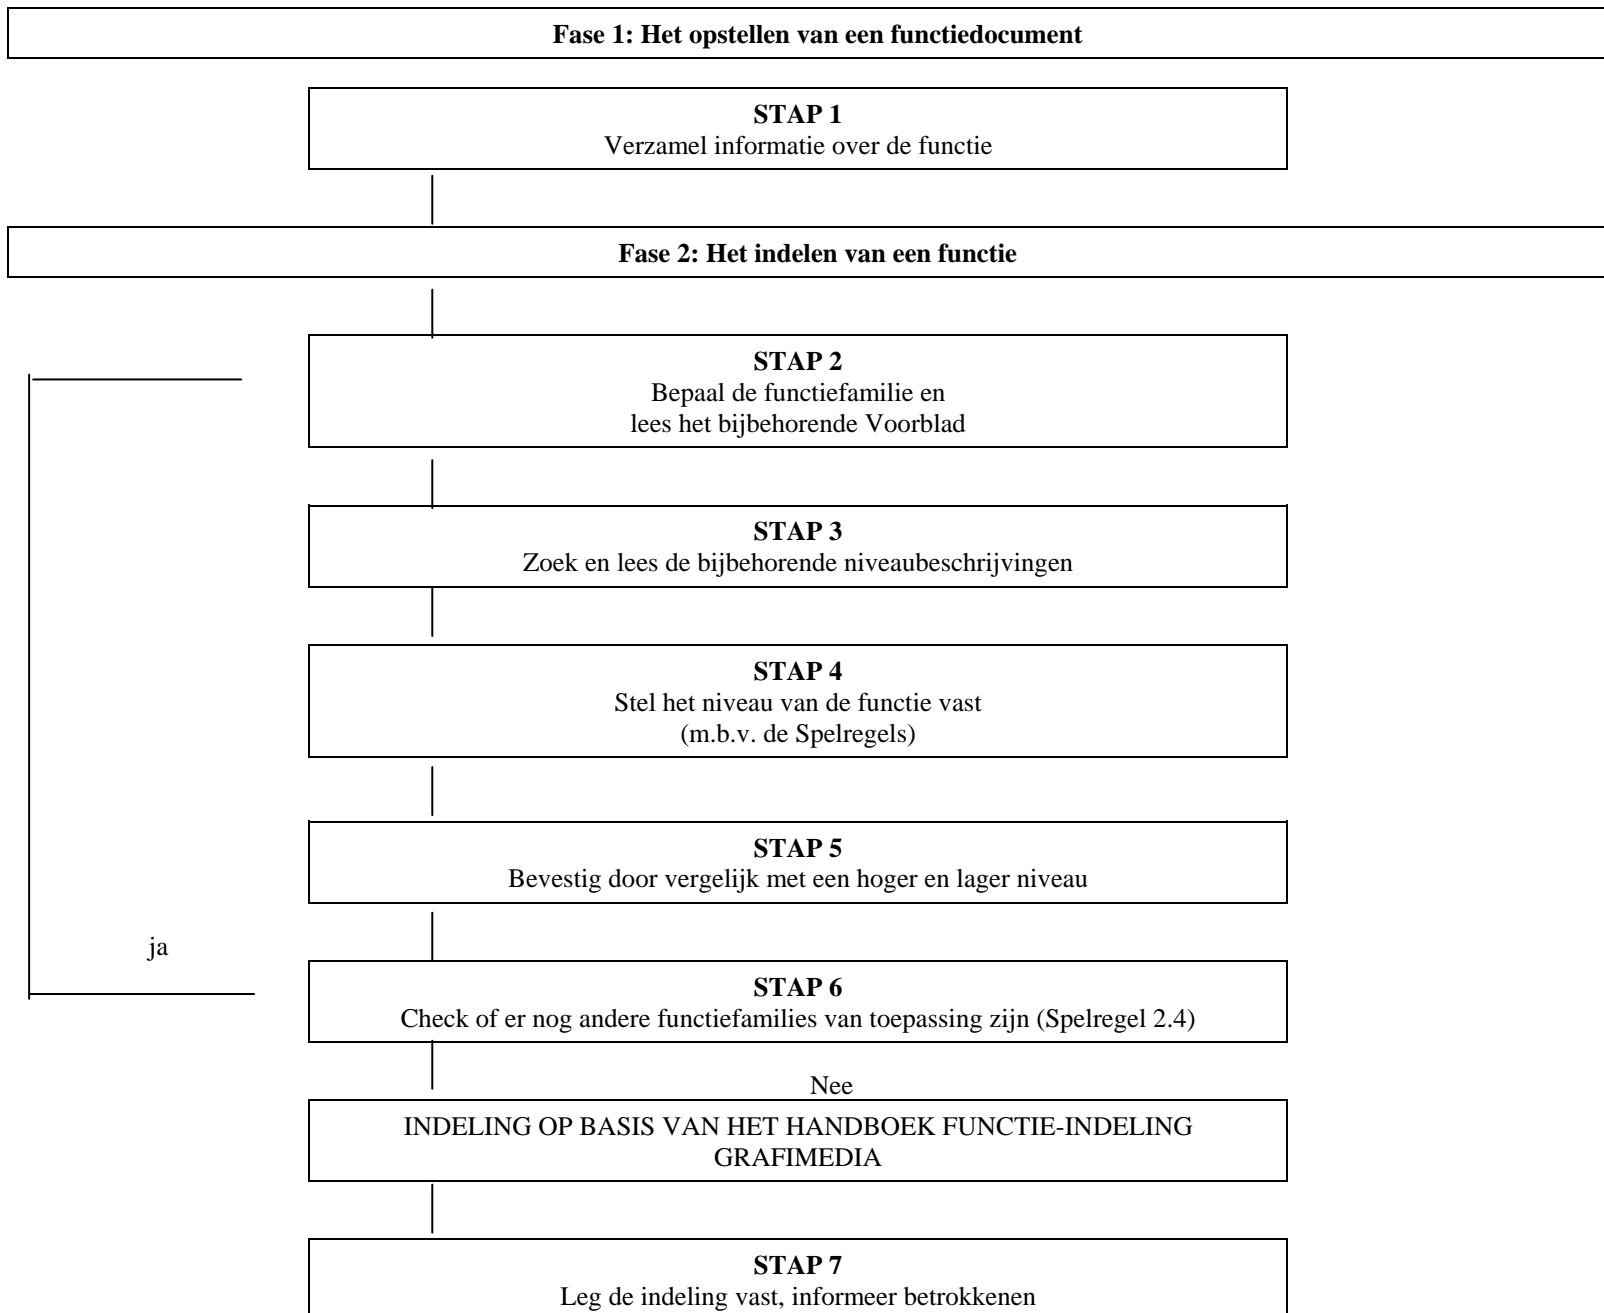 Fase 1: Het opstellen van een functiedocument
STAP 1
Verzamel informatie over de functie
Fase 2: Het indelen van een functie
STAP 2
Bepaal de functiefamilie en
lees het bijbehorende Voorblad
STAP 3
Zoek en lees de bijbehorende niveaubeschrijvingen
STAP 4
Stel het niveau van de functie vast
(m.b.v. de Spelregels)
STAP 5
Bevestig door vergelijk met een hoger en lager niveau
ja
STAP 6
Check of er nog andere functiefamilies van toepassing zijn (Spelregel 2.4)
Nee
INDELING OP BASIS VAN HET HANDBOEK FUNCTIE-INDELING
GRAFIMEDIA
STAP 7
Leg de indeling vast, informeer betrokkenen